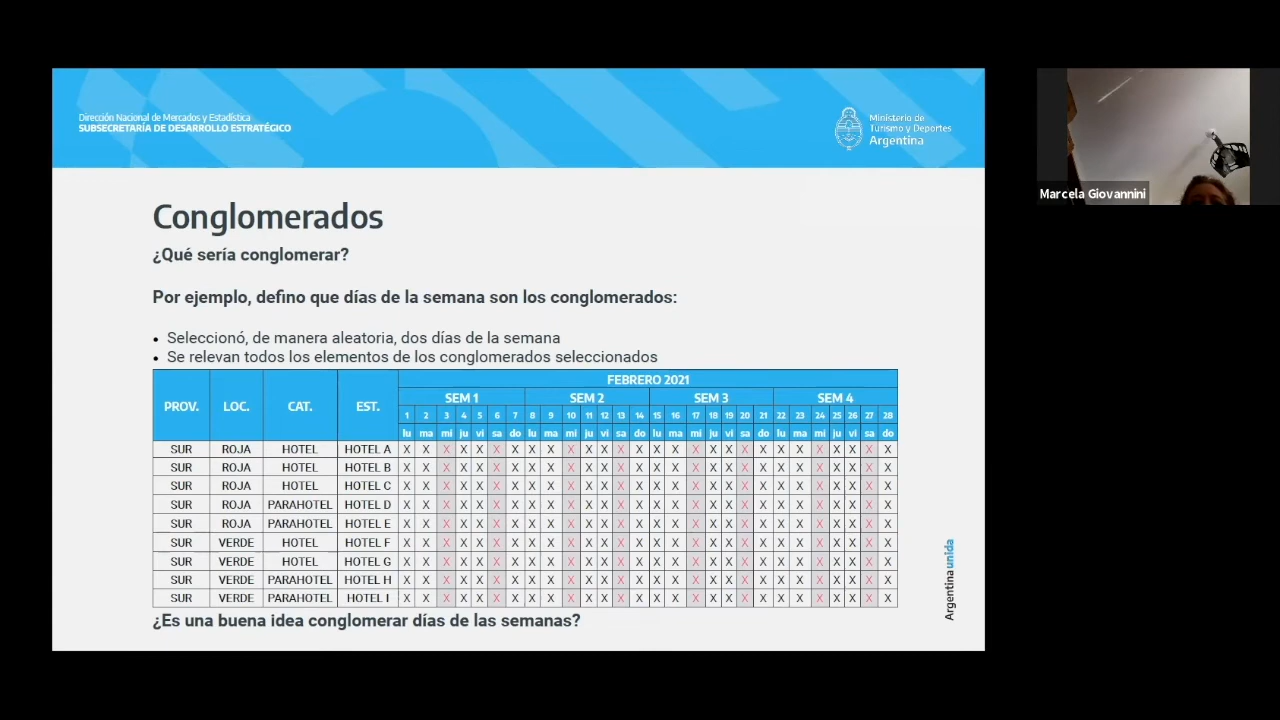 Dirección Nacional de Mercados y Estadística
SUBSECRETARÍA DE DESARROLLO ESTRATÉGICO
Ministerio de
Turismo y Deportes
Argentina
Marcela Giovannini
Conglomerados
¿Qué sería conglomerar?
Por ejemplo, defino que días de la semana son los conglomerados:
• Seleccionó, de manera aleatoria, dos días de la semana
• Se relevan todos los elementos de los conglomerados seleccionados
PROV. LOC. CAT. EST. FEBRERO 2021
SEM 1 SEM 2 SEM 3 SEM 4
1 2 3 4 5 6 7 8 9 10 11 12 13 14 15 16 17 18 19 20 21 22 23 24 25 26 27 28
lu ma mi ju vi sa do lu ma mi ju vi sa do lu ma mi ju vi sa do lu ma mi ju vi sa do
SUR ROJA HOTEL HOTEL A X X X X X X X X X X X X X X X X X X X X X X X X X X X X
SUR ROJA HOTEL HOTEL B X X X X X X X X X X X X X X X X X X X X X X X X X X X X
SUR ROJA HOTEL HOTEL C X X X X X X X X X X X X X X X X X X X X X X X X X X X X
SUR ROJA PARAHOTEL HOTEL D X X X X X X X X X X X X X X X X X X X X X X X X X X X X
SUR ROJA PARAHOTEL HOTEL E X X X X X X X X X X X X X X X X X X X X X X X X X X X X
SUR VERDE HOTEL HOTEL F X X X X X X X X X X X X X X X X X X X X X X X X X X X X
SUR VERDE HOTEL HOTEL G X X X X X X X X X X X X X X X X X X X X X X X X X X X X
SUR VERDE PARAHOTEL HOTEL H X X X X X X X X X X X X X X X X X X X X X X X X X X X X
SUR VERDE PARAHOTEL HOTEL I X X X X X X X X X X X X X X X X X X X X X X X X X X X X
¿Es una buena idea conglomerar días de las semanas?
Argentina unida